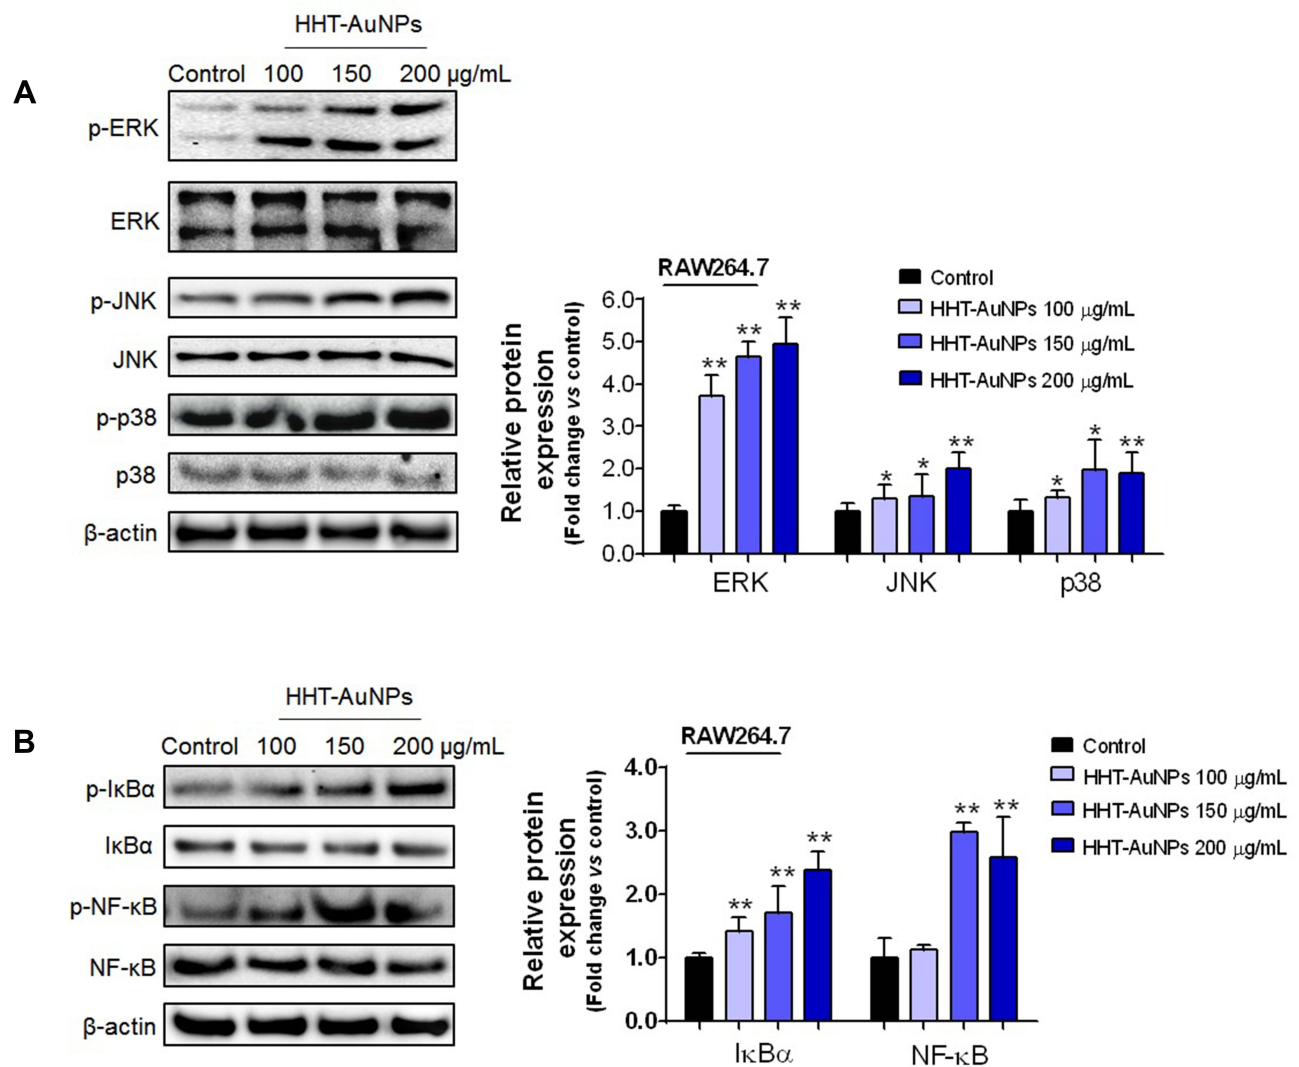 HHT-AuNPs
Control 100 150 200 µg/mL
A
p-ERK
ERK
p-JNK
JNK
p-p38
p38
β-actin
RAW264.7
Relative protein
expression
(Fold change vs control)
6.0
5.0
4.0
3.0
2.0
1.0
0.0
** ** **
* * **
* * **
ERK JNK p38
Control
HHT-AuNPs 100 µg/mL
HHT-AuNPs 150 µg/mL
HHT-AuNPs 200 µg/mL
HHT-AuNPs
B
Control 100 150 200 µg/mL
p-IκBα
IκBα
p-NF-κB
NF-κB
β-actin
RAW264.7
Relative protein
expression
(Fold change vs control)
4.0
3.0
2.0
1.0
0.0
** ** **
** **
IκBα NF-κB
Control
HHT-AuNPs 100 µg/mL
HHT-AuNPs 150 µg/mL
HHT-AuNPs 200 µg/mL